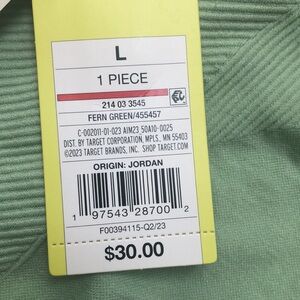 L
1 PIECE
214 03 3545
FERN GREEN/455457
C-002011-01-023 AIM23 50A10-0025
DIST. BY TARGET CORPORATION, MPLS, MN 55403
©2023 TARGET BRANDS, INC. SHOP TARGET.COM
ORIGIN: JORDAN
1 97543 28700 2
F00394115-Q2/23
$30.00